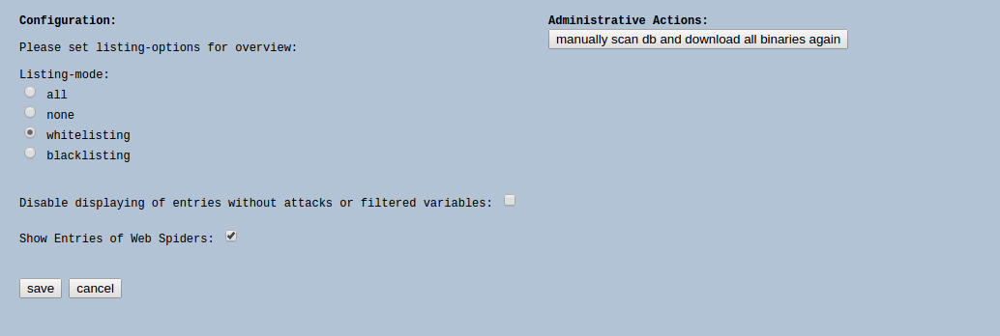 Configuration:
Please set listing-options for overview:
Listing-mode:
all
none
whitelisting
blacklisting
Disable displaying of entries without attacks or filtered variables:
Show Entries of Web Spiders:
save cancel
Administrative Actions:
manually scan db and download all binaries again